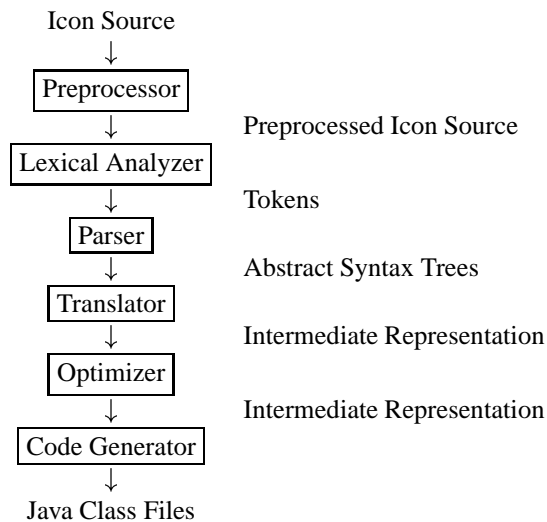 Icon Source
Preprocessor
Preprocessed Icon Source
Lexical Analyzer
Tokens
Parser
Abstract Syntax Trees
Translator
Intermediate Representation
Optimizer
Intermediate Representation
Code Generator
Java Class Files